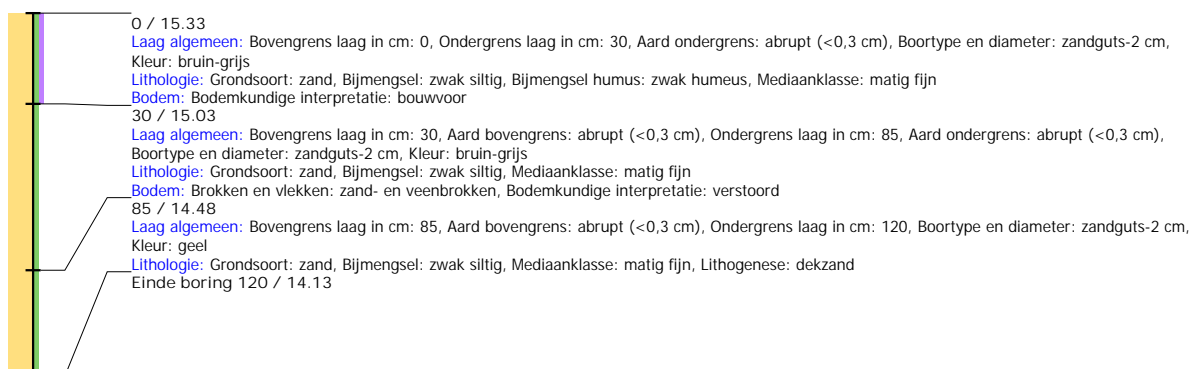 0 / 15.33
Laag algemeen: Bovengrens laag in cm: 0, Ondergrens laag in cm: 30, Aard ondergrens: abrupt (<0,3 cm), Boortype en diameter: zandguts-2 cm,
Kleur: bruin-grijs
Lithologie: Grondsoort: zand, Bijmengsel: zwak siltig, Bijmengsel humus: zwak humeus, Mediaanklasse: matig fijn
Bodem: Bodemkundige interpretatie: bouwvoor
30 / 15.03
Laag algemeen: Bovengrens laag in cm: 30, Aard bovengrens: abrupt (<0,3 cm), Ondergrens laag in cm: 85, Aard ondergrens: abrupt (<0,3 cm),
Boortype en diameter: zandguts-2 cm, Kleur: bruin-grijs
Lithologie: Grondsoort: zand, Bijmengsel: zwak siltig, Mediaanklasse: matig fijn
Bodem: Brokken en vlekken: zand- en veenbrokken, Bodemkundige interpretatie: verstoord
85 / 14.48
Laag algemeen: Bovengrens laag in cm: 85, Aard bovengrens: abrupt (<0,3 cm), Ondergrens laag in cm: 120, Boortype en diameter: zandguts-2 cm,
Kleur: geel
Lithologie: Grondsoort: zand, Bijmengsel: zwak siltig, Mediaanklasse: matig fijn, Lithogenese: dekzand
Einde boring 120 / 14.13